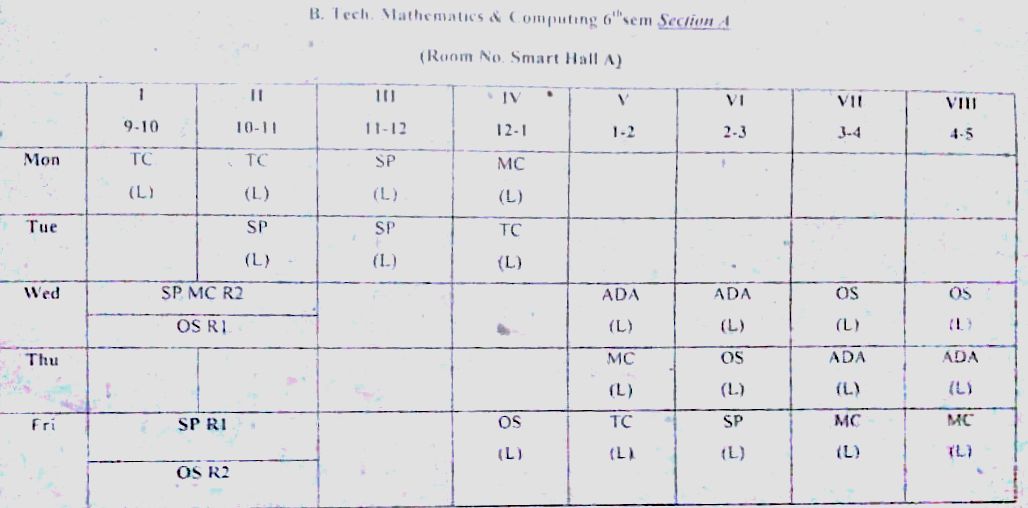 B. Tech. Mathematics & Computing 6th sem Section A
(Room No. Smart Hall A)
I II III IV V VI VII VIII
9-10 10-11 11-12 12-1 1-2 2-3 3-4 4-5
Mon TC TC SP MC
(L) (L) (L) (L)
Tue SP SP TC
(L) (L) (L)
Wed SP MC R2 ADA ADA OS OS
OS R1 (L) (L) (L) (L)
Thu MC OS ADA ADA
(L) (L) (L) (L)
Fri SP R1 OS TC SP MC MC
(L) (L) (L) (L) (L)
OS R2